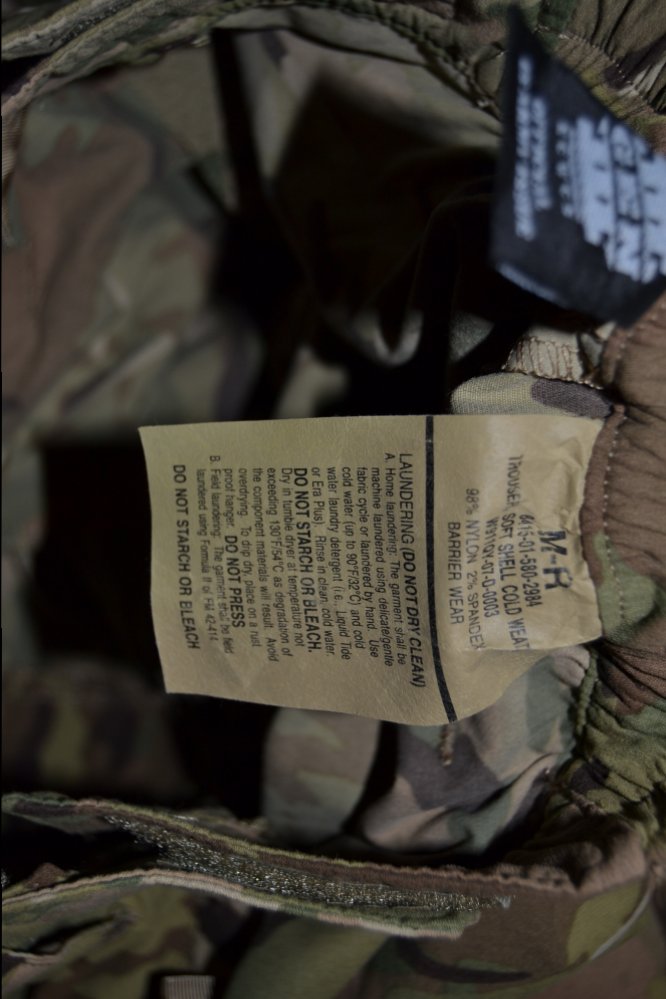 M-R
8415-01-580-2984
TROUSER, SOFT SHELL COLD WEAT
98% NYLON 2% SPANDEX
BARRIER WEAR
LAUNDERING (DO NOT DRY CLEAN)
A. Home laundering: The garment shall be
machine laundered using delicate/gentle
fabric cycle or laundered by hand. Use
cold water (up to 90°F/32°C) and cold
water laundry detergent (i.e., Liquid Tide
or Era Plus). Rinse in clean, cold water.
DO NOT STARCH OR BLEACH.
Dry in tumble dryer at temperature not
exceeding 130°F/54°C as degradation of
the component materials will result. Avoid
overdrying. To drip dry, place on a rust
proof hanger. DO NOT PRESS
B. Field laundering: The garment shall be field
laundered using Formula II of FM 42-414.
DO NOT STARCH OR BLEACH